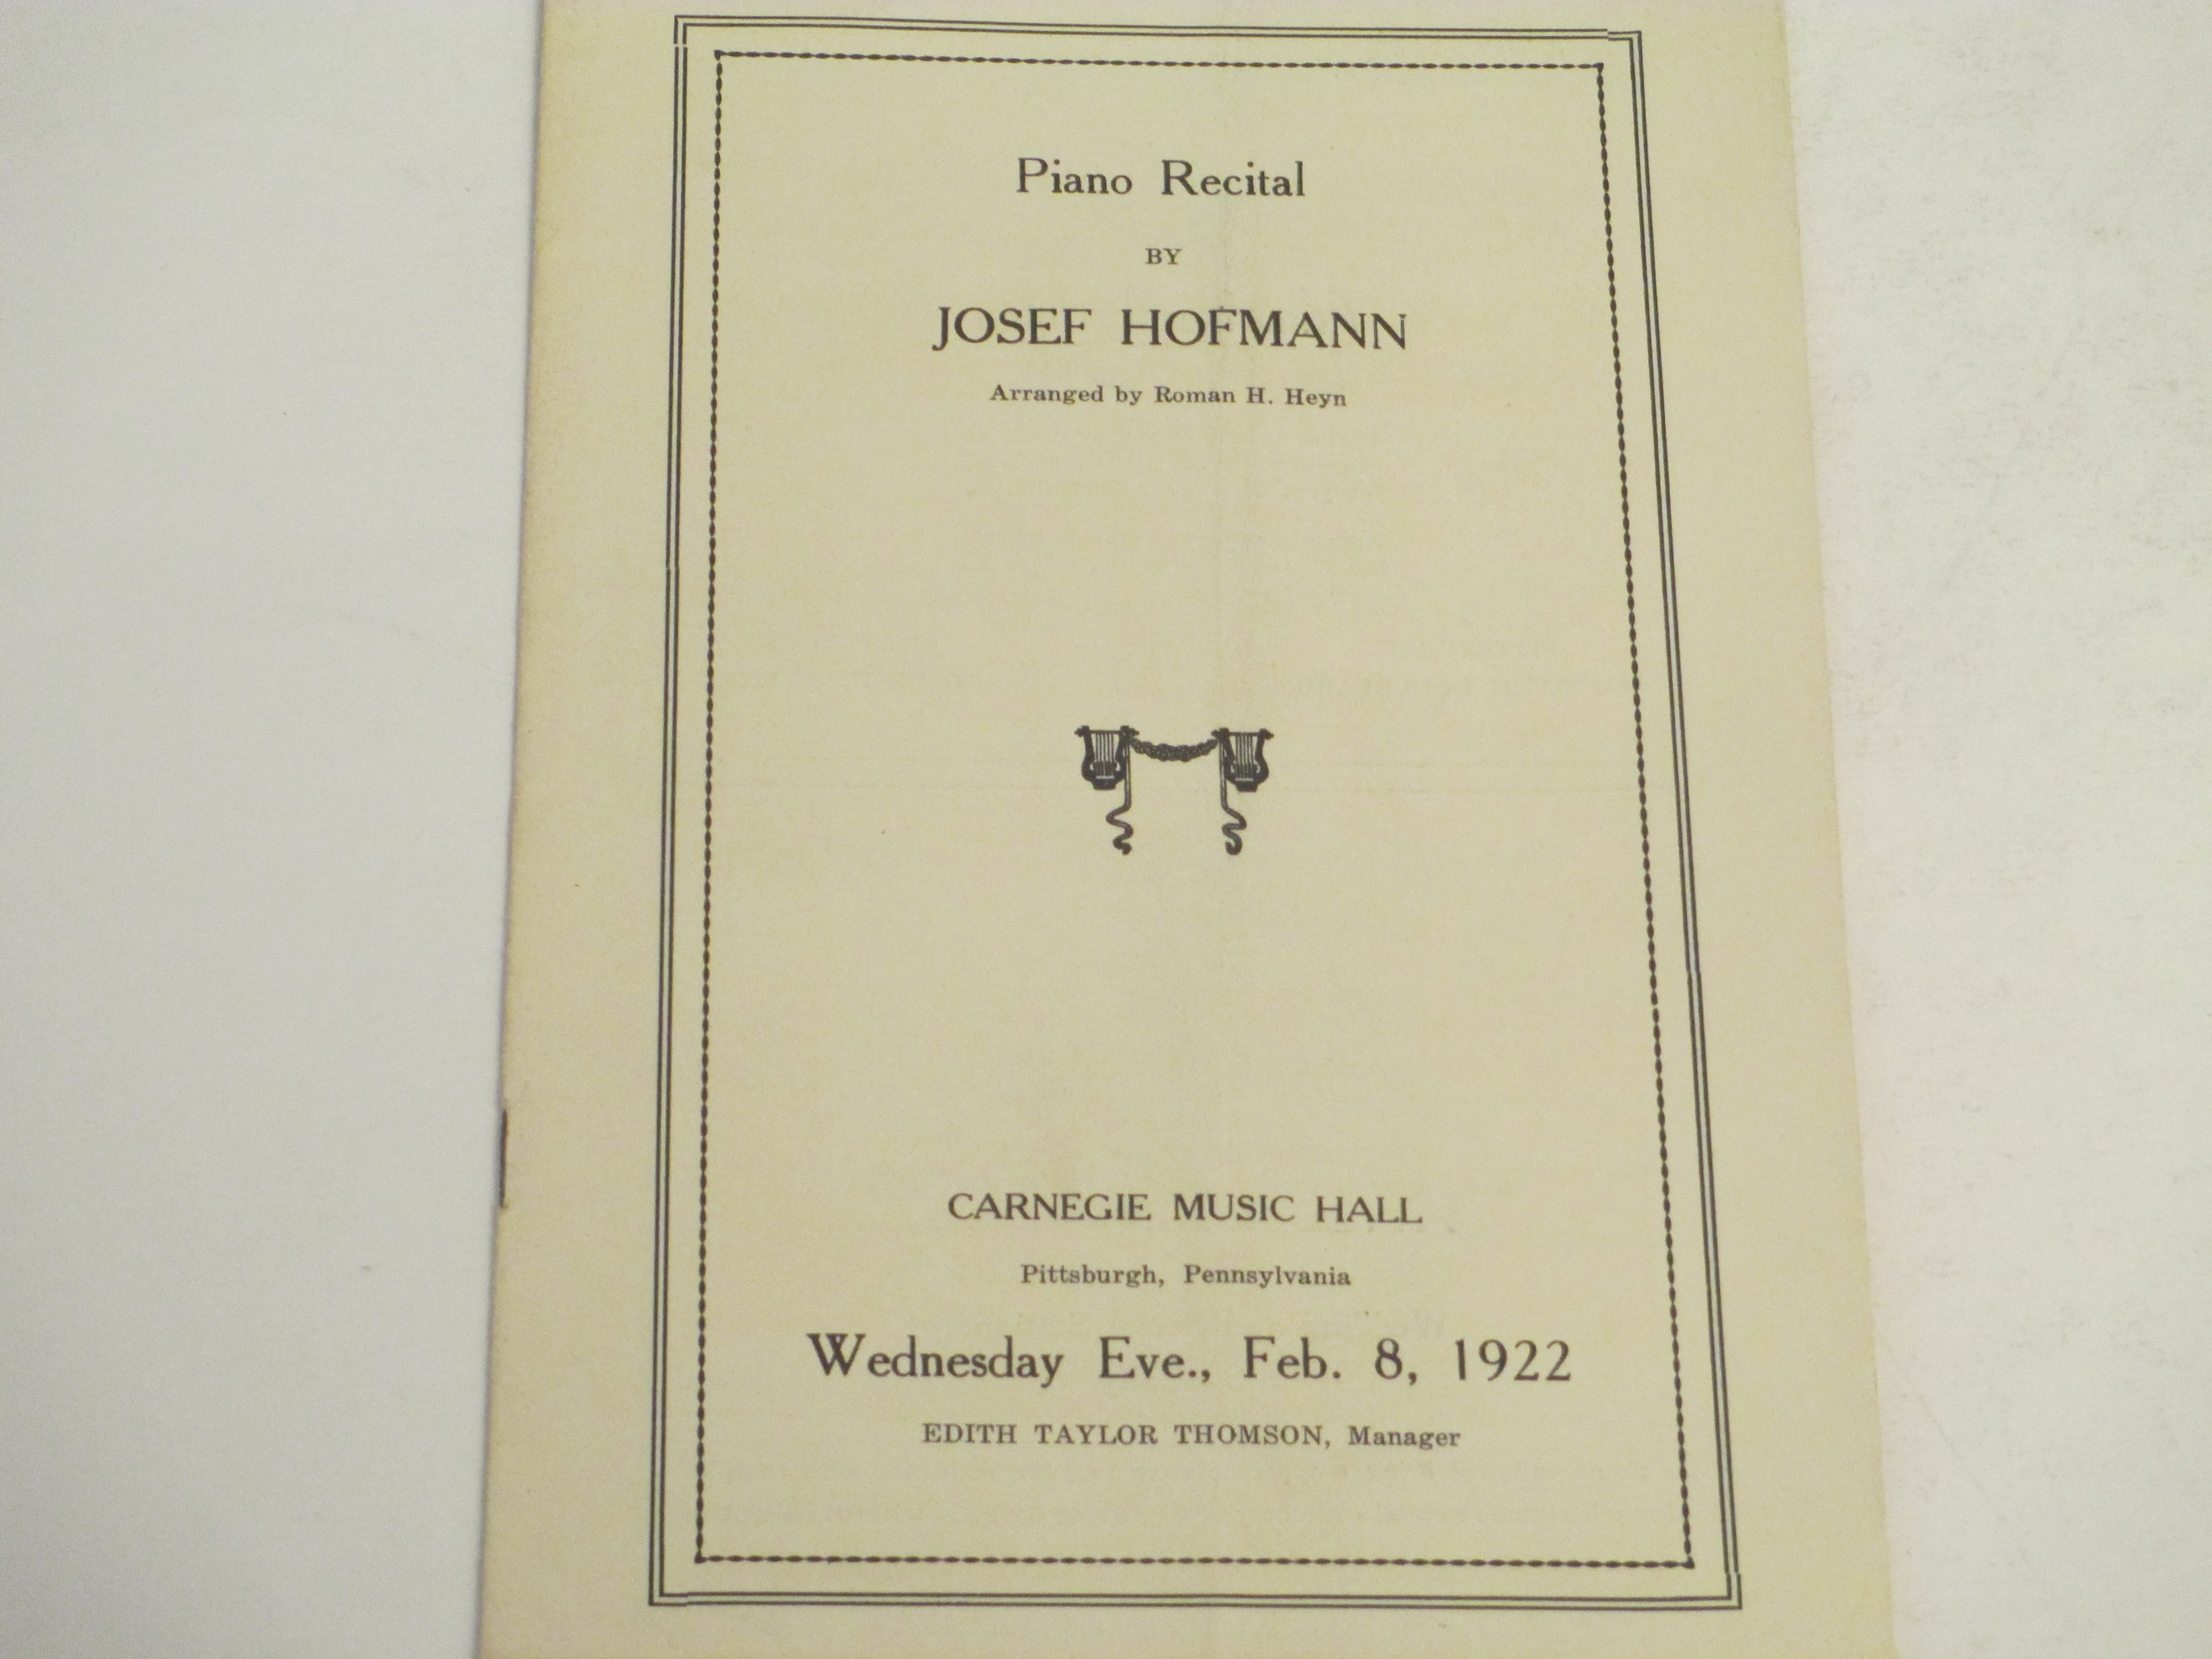 Piano Recital
BY
JOSEF HOFMANN
Arranged by Roman H. Heyn
CARNEGIE MUSIC HALL
Pittsburgh, Pennsylvania
Wednesday Eve., Feb. 8, 1922
EDITH TAYLOR THOMSON, Manager